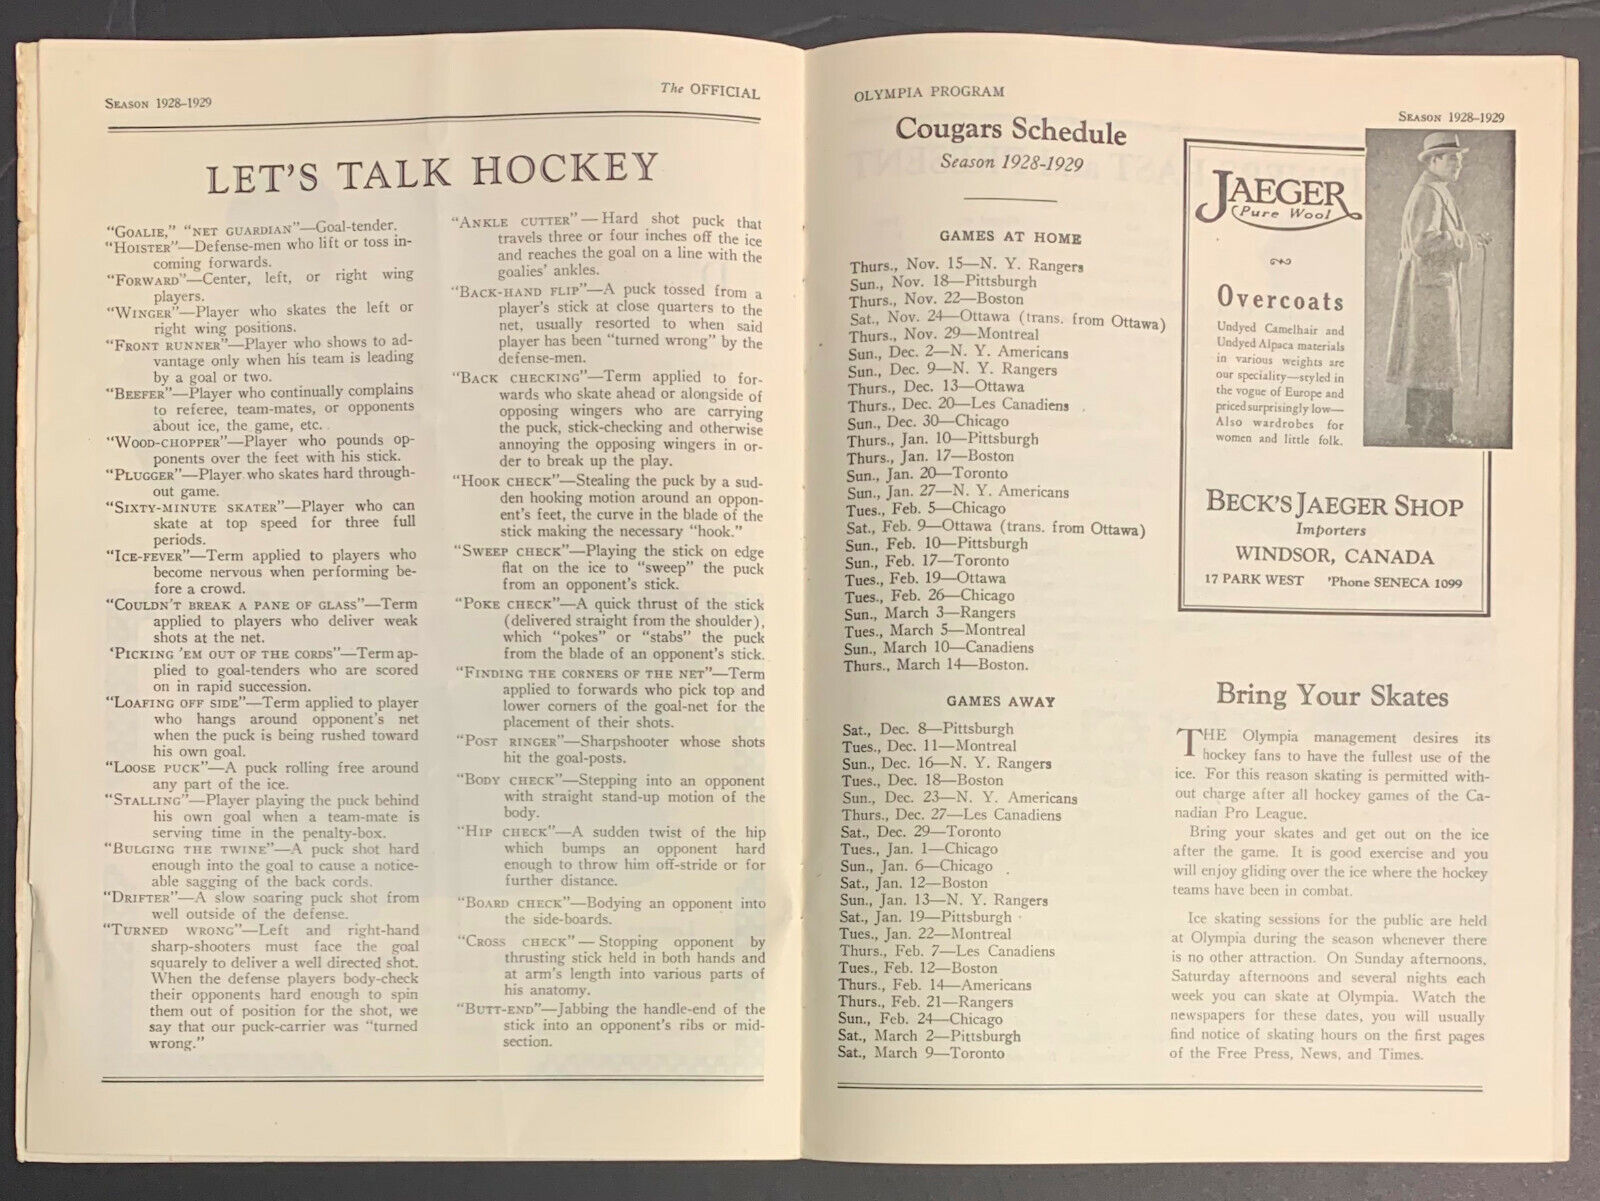 SEASON 1928–1929
The OFFICIAL
LET'S TALK HOCKEY
"GOALIE," "NET GUARDIAN"—Goal-tender.
"HOISTER"—Defense-men who lift or toss in-
coming forwards.
"FORWARD"—Center, left, or right wing
players.
"WINGER"—Player who skates the left or
right wing positions.
"FRONT RUNNER"—Player who shows to ad-
vantage only when his team is leading
by a goal or two.
"BEEFER"—Player who continually complains
to referee, team-mates, or opponents
about ice, the game, etc.
"WOOD-CHOPPER"—Player who pounds op-
ponents over the feet with his stick.
"PLUGGER"—Player who skates hard through-
out game.
"SIXTY-MINUTE SKATER"—Player who can
skate at top speed for three full
periods.
"ICE-FEVER"—Term applied to players who
become nervous when performing be-
fore a crowd.
"COULDN'T BREAK A PANE OF GLASS"—Term
applied to players who deliver weak
shots at the net.
'PICKING 'EM OUT OF THE CORDS"—Term ap-
plied to goal-tenders who are scored
on in rapid succession.
"LOAFING OFF SIDE"—Term applied to player
who hangs around opponent's net
when the puck is being rushed toward
his own goal.
"LOOSE PUCK"—A puck rolling free around
any part of the ice.
"STALLING"—Player playing the puck behind
his own goal when a team-mate is
serving time in the penalty-box.
"BULGING THE TWINE"—A puck shot hard
enough into the goal to cause a notice-
able sagging of the back cords.
"DRIFTER"—A slow soaring puck shot from
well outside of the defense.
"TURNED WRONG"—Left and right-hand
sharp-shooters must face the goal
squarely to deliver a well directed shot.
When the defense players body-check
their opponents hard enough to spin
them out of position for the shot, we
say that our puck-carrier was "turned
wrong."
"ANKLE CUTTER"—Hard shot puck that
travels three or four inches off the ice
and reaches the goal on a line with the
goalies' ankles.
"BACK-HAND FLIP"—A puck tossed from a
player's stick at close quarters to the
net, usually resorted to when said
player has been "turned wrong" by the
defense-men.
"BACK CHECKING"—Term applied to for-
wards who skate ahead or alongside of
opposing wingers who are carrying
the puck, stick-checking and otherwise
annoying the opposing wingers in or-
der to break up the play.
"HOOK CHECK"—Stealing the puck by a sud-
den hooking motion around an oppon-
ent's feet, the curve in the blade of the
stick making the necessary "hook."
"SWEEP CHECK"—Playing the stick on edge
flat on the ice to "sweep" the puck
from an opponent's stick.
"POKE CHECK"—A quick thrust of the stick
(delivered straight from the shoulder),
which "pokes" or "stabs" the puck
from the blade of an opponent's stick.
"FINDING THE CORNERS OF THE NET"—Term
applied to forwards who pick top and
lower corners of the goal-net for the
placement of their shots.
"POST RINGER"—Sharpshooter whose shots
hit the goal-posts.
"BODY CHECK"—Stepping into an opponent
with straight stand-up motion of the
body.
"HIP CHECK"—A sudden twist of the hip
which bumps an opponent hard
enough to throw him off-stride or for
further distance.
"BOARD CHECK"—Bodying an opponent into
the side-boards.
"CROSS CHECK"—Stopping opponent by
thrusting stick held in both hands and
at arm's length into various parts of
his anatomy.
"BUTT-END"—Jabbing the handle-end of the
stick into an opponent's ribs or mid-
section.
OLYMPIA PROGRAM
SEASON 1928–1929
Cougars Schedule
Season 1928-1929
GAMES AT HOME
Thurs., Nov. 15—N. Y. Rangers
Sun., Nov. 18—Pittsburgh
Thurs., Nov. 22—Boston
Sat., Nov. 24—Ottawa (trans. from Ottawa)
Thurs., Nov. 29—Montreal
Sun., Dec. 2—N. Y. Americans
Sun., Dec. 9—N. Y. Rangers
Thurs., Dec. 13—Ottawa
Thurs., Dec. 20—Les Canadiens
Sun., Dec. 30—Chicago
Thurs., Jan. 10—Pittsburgh
Thurs., Jan. 17—Boston
Sun., Jan. 20—Toronto
Sun., Jan. 27—N. Y. Americans
Tues., Feb. 5—Chicago
Sat., Feb. 9—Ottawa (trans. from Ottawa)
Sun., Feb. 10—Pittsburgh
Sun., Feb. 17—Toronto
Tues., Feb. 19—Ottawa
Tues., Feb. 26—Chicago
Sun., March 3—Rangers
Tues., March 5—Montreal
Sun., March 10—Canadiens
Thurs., March 14—Boston.
GAMES AWAY
Sat., Dec. 8—Pittsburgh
Tues., Dec. 11—Montreal
Sun., Dec. 16—N. Y. Rangers
Tues., Dec. 18—Boston
Sun., Dec. 23—N. Y. Americans
Thurs., Dec. 27—Les Canadiens
Sat., Dec. 29—Toronto
Tues., Jan. 1—Chicago
Sun., Jan. 6—Chicago
Sat., Jan. 12—Boston
Sun., Jan. 13—N. Y. Rangers
Sat., Jan. 19—Pittsburgh
Tues., Jan. 22—Montreal
Thurs., Feb. 7—Les Canadiens
Tues., Feb. 12—Boston
Thurs., Feb. 14—Americans
Thurs., Feb. 21—Rangers
Sun., Feb. 24—Chicago
Sat., March 2—Pittsburgh
Sat., March 9—Toronto
JAEGER
Pure Wool
Overcoats
Undyed Camelhair and
Undyed Alpaca materials
in various weights are
our speciality—styled in
the vogue of Europe and
priced surprisingly low—
Also wardrobes for
women and little folk.
BECK'S JAEGER SHOP
Importers
WINDSOR, CANADA
17 PARK WEST 'Phone SENECA 1099
Bring Your Skates
THE Olympia management desires its
hockey fans to have the fullest use of the
ice. For this reason skating is permitted with-
out charge after all hockey games of the Ca-
nadian Pro League.
Bring your skates and get out on the ice
after the game. It is good exercise and you
will enjoy gliding over the ice where the hockey
teams have been in combat.
Ice skating sessions for the public are held
at Olympia during the season whenever there
is no other attraction. On Sunday afternoons,
Saturday afternoons and several nights each
week you can skate at Olympia. Watch the
newspapers for these dates, you will usually
find notice of skating hours on the first pages
of the Free Press, News, and Times.